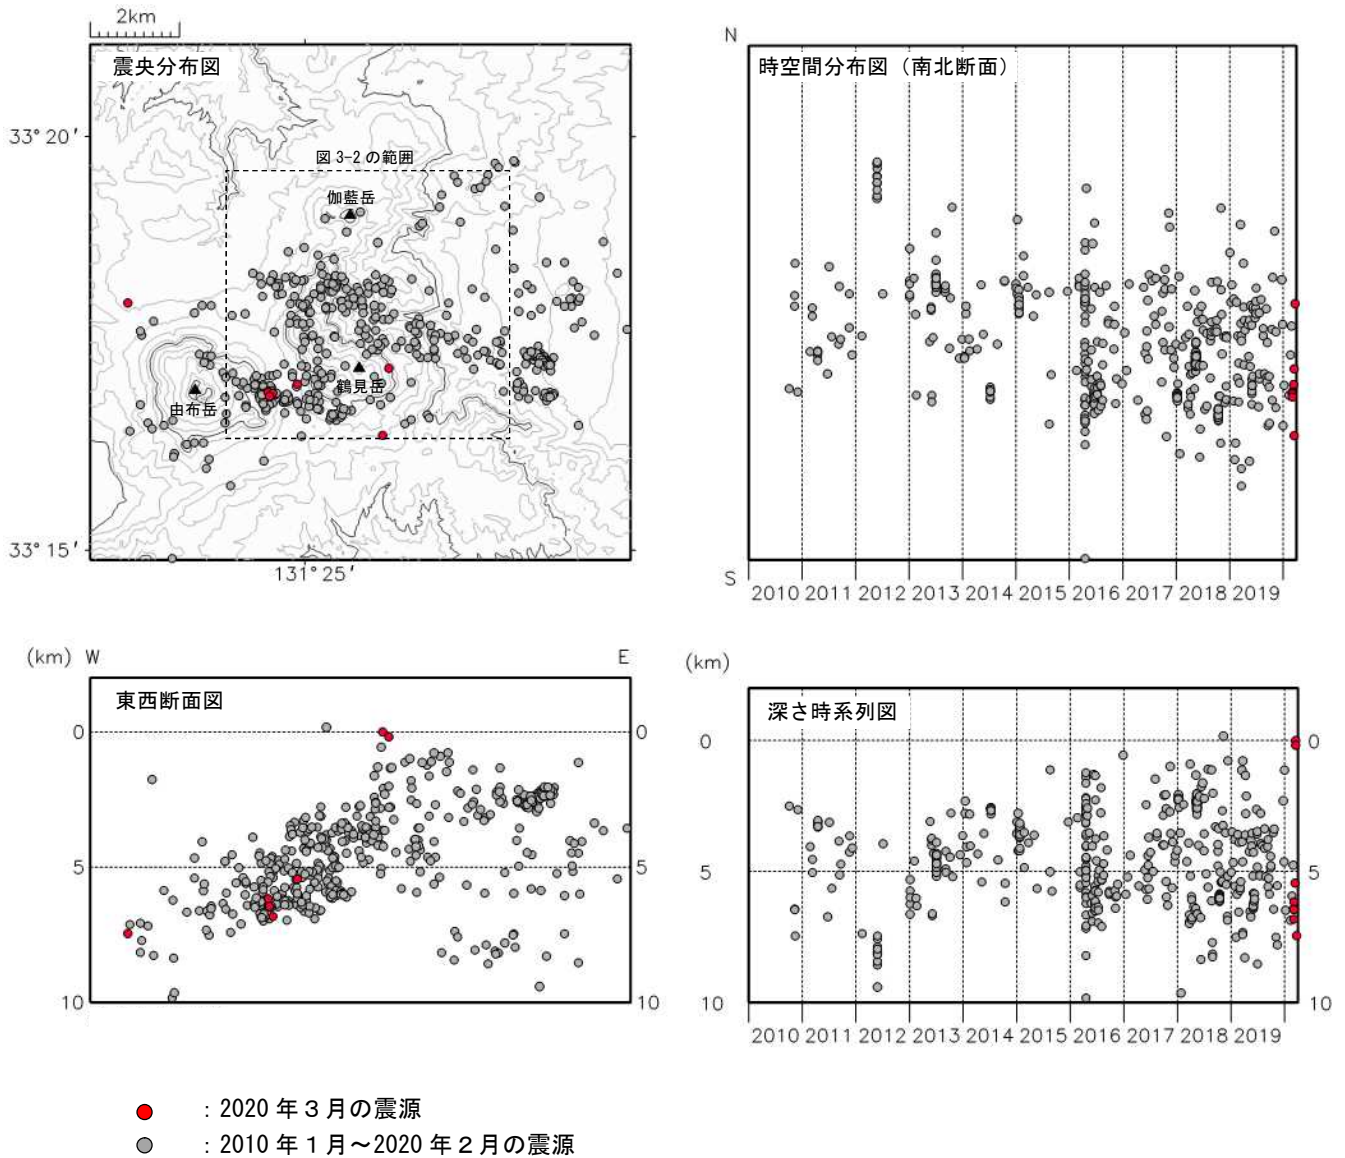 2km
震央分布図
33° 20′
図 3-2 の範囲
伽藍岳
鶴見岳
由布岳
33° 15′
131° 25′
N
時空間分布図（南北断面）
S
2010 2011 2012 2013 2014 2015 2016 2017 2018 2019
(km) W E
東西断面図
0 0
5 5
10 10
(km)
深さ時系列図
0 0
5 5
10 10
2010 2011 2012 2013 2014 2015 2016 2017 2018 2019
：2020 年３月の震源
：2010 年１月～2020 年２月の震源